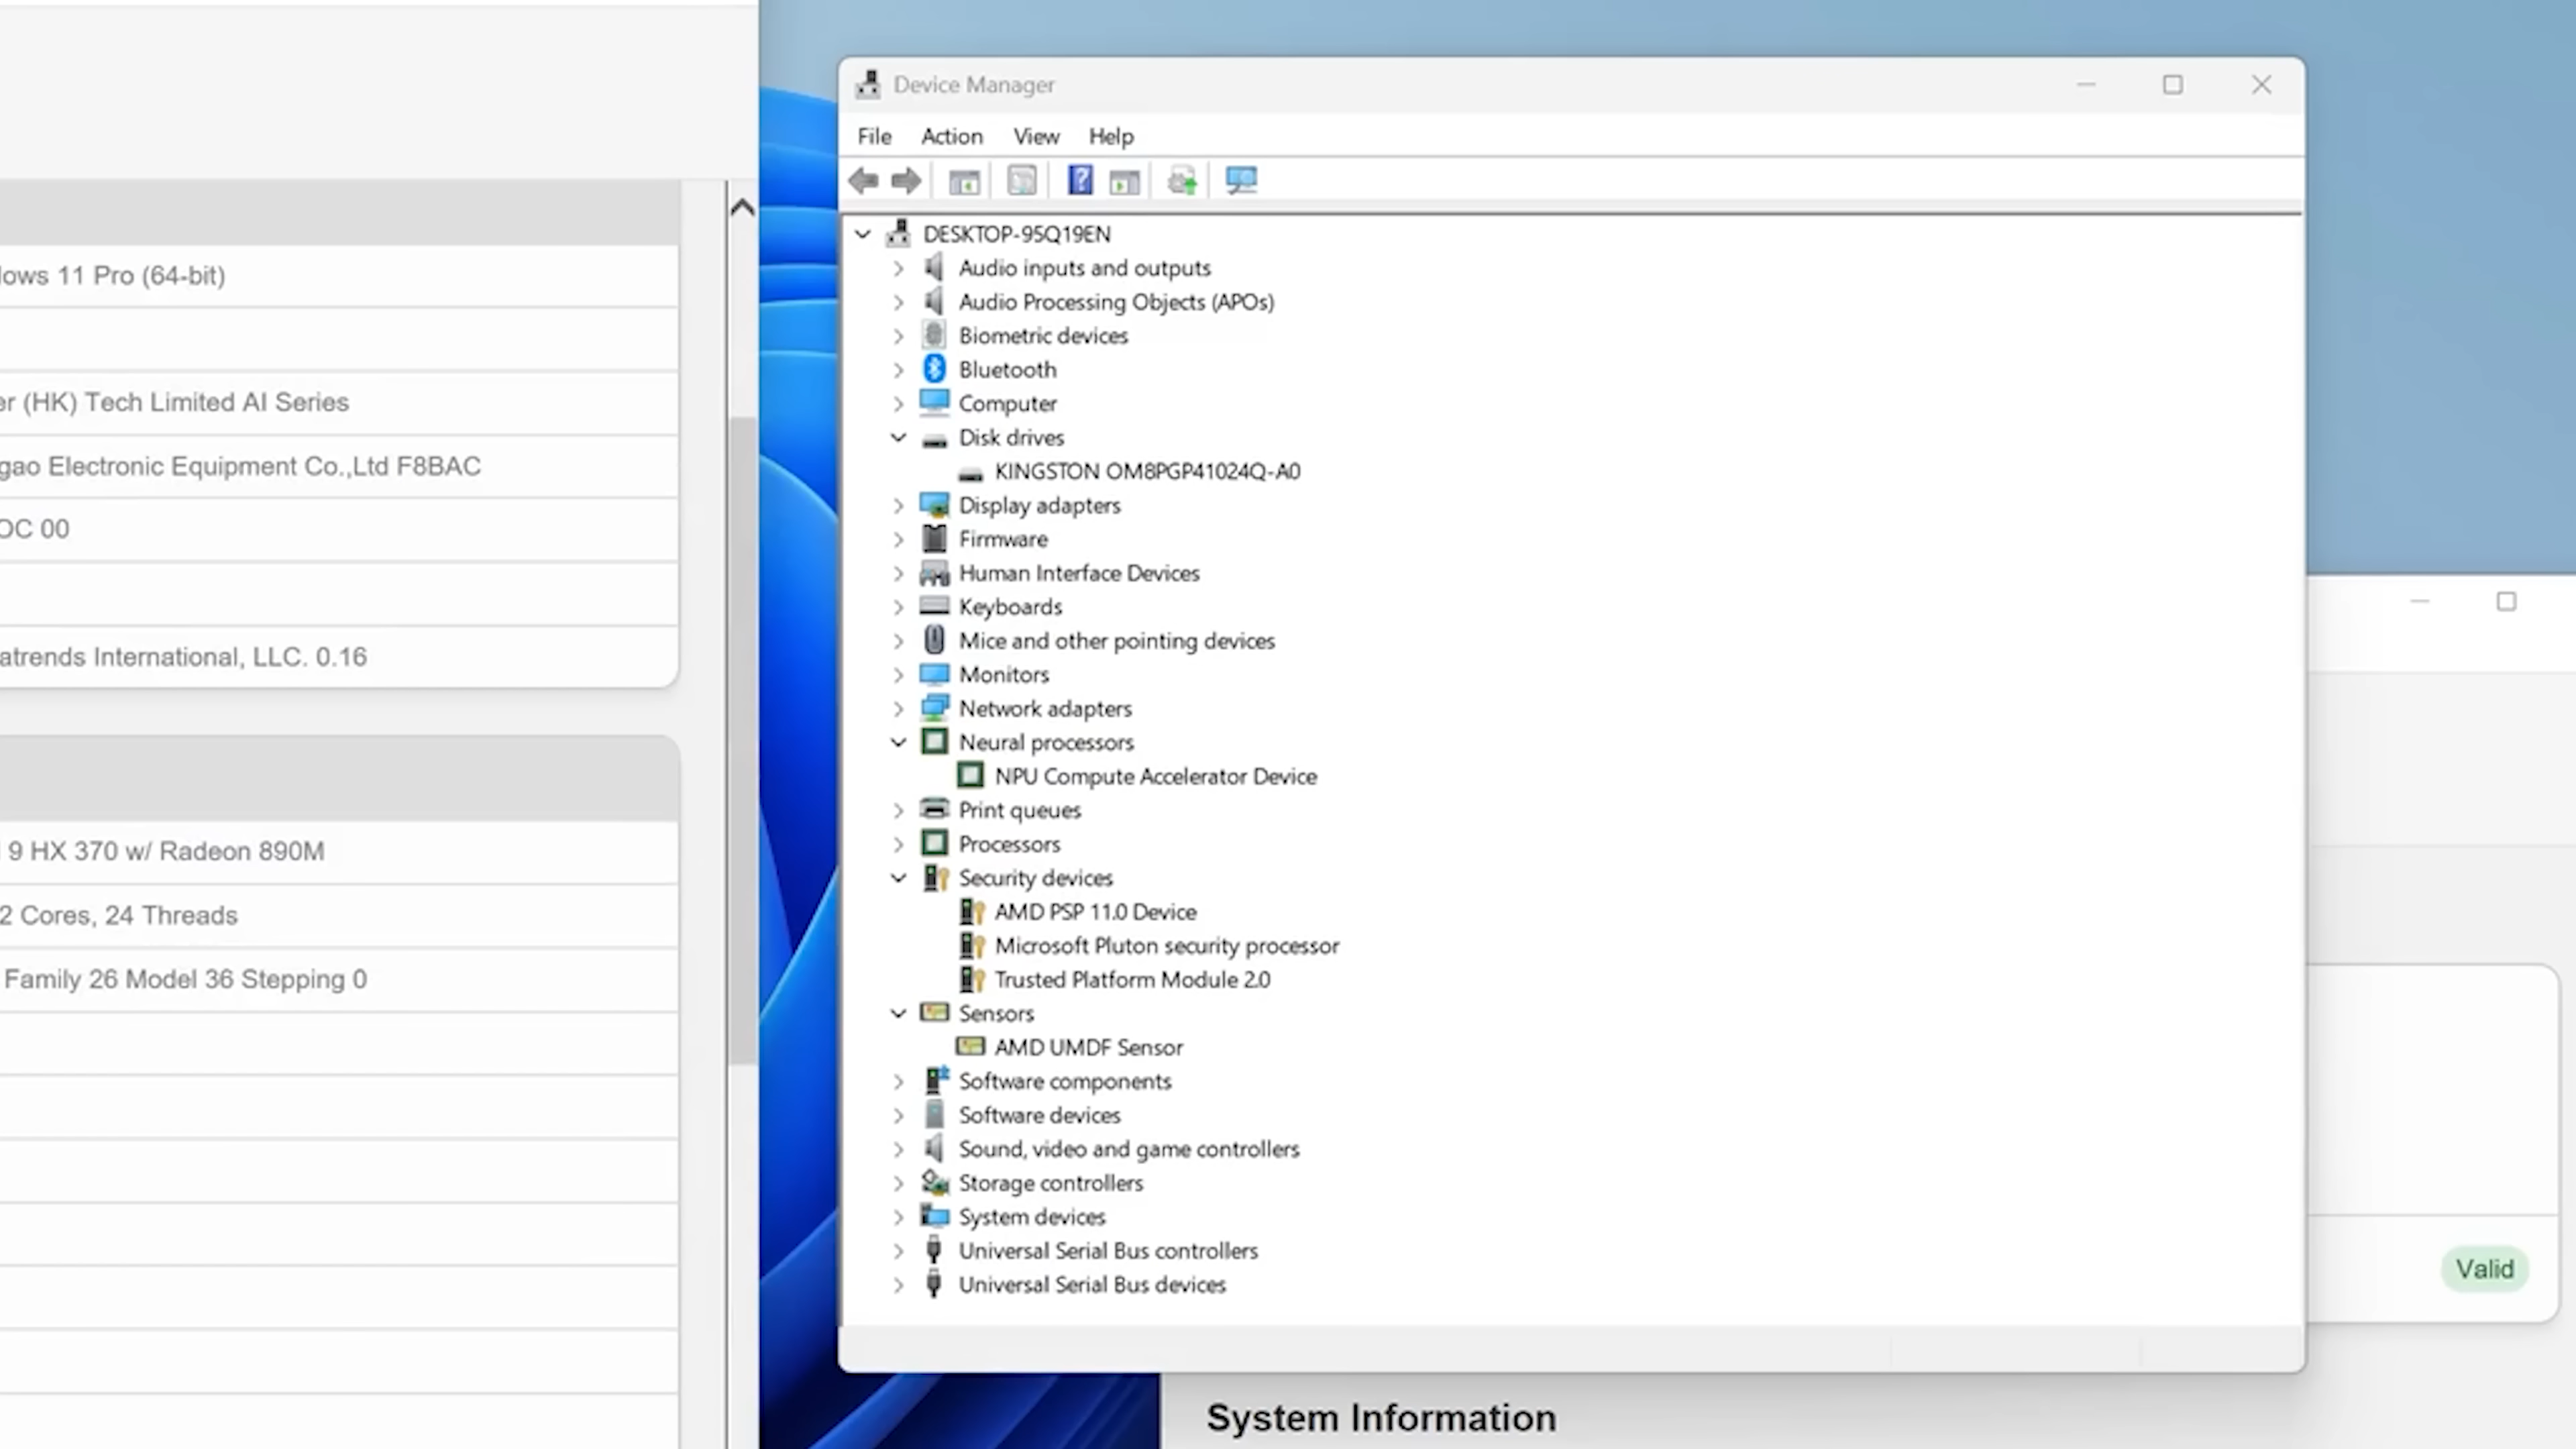 lows 11 Pro (64-bit)
er (HK) Tech Limited AI Series
gao Electronic Equipment Co.,Ltd F8BAC
OC 00
atrends International, LLC. 0.16
9 HX 370 w/ Radeon 890M
2 Cores, 24 Threads
Family 26 Model 36 Stepping 0
Device Manager
File Action View Help
DESKTOP-95Q19EN
Audio inputs and outputs
Audio Processing Objects (APOs)
Biometric devices
Bluetooth
Computer
Disk drives
KINGSTON OM8PGP41024Q-A0
Display adapters
Firmware
Human Interface Devices
Keyboards
Mice and other pointing devices
Monitors
Network adapters
Neural processors
NPU Compute Accelerator Device
Print queues
Processors
Security devices
AMD PSP 11.0 Device
Microsoft Pluton security processor
Trusted Platform Module 2.0
Sensors
AMD UMDF Sensor
Software components
Software devices
Sound, video and game controllers
Storage controllers
System devices
Universal Serial Bus controllers
Universal Serial Bus devices
Valid
System Information